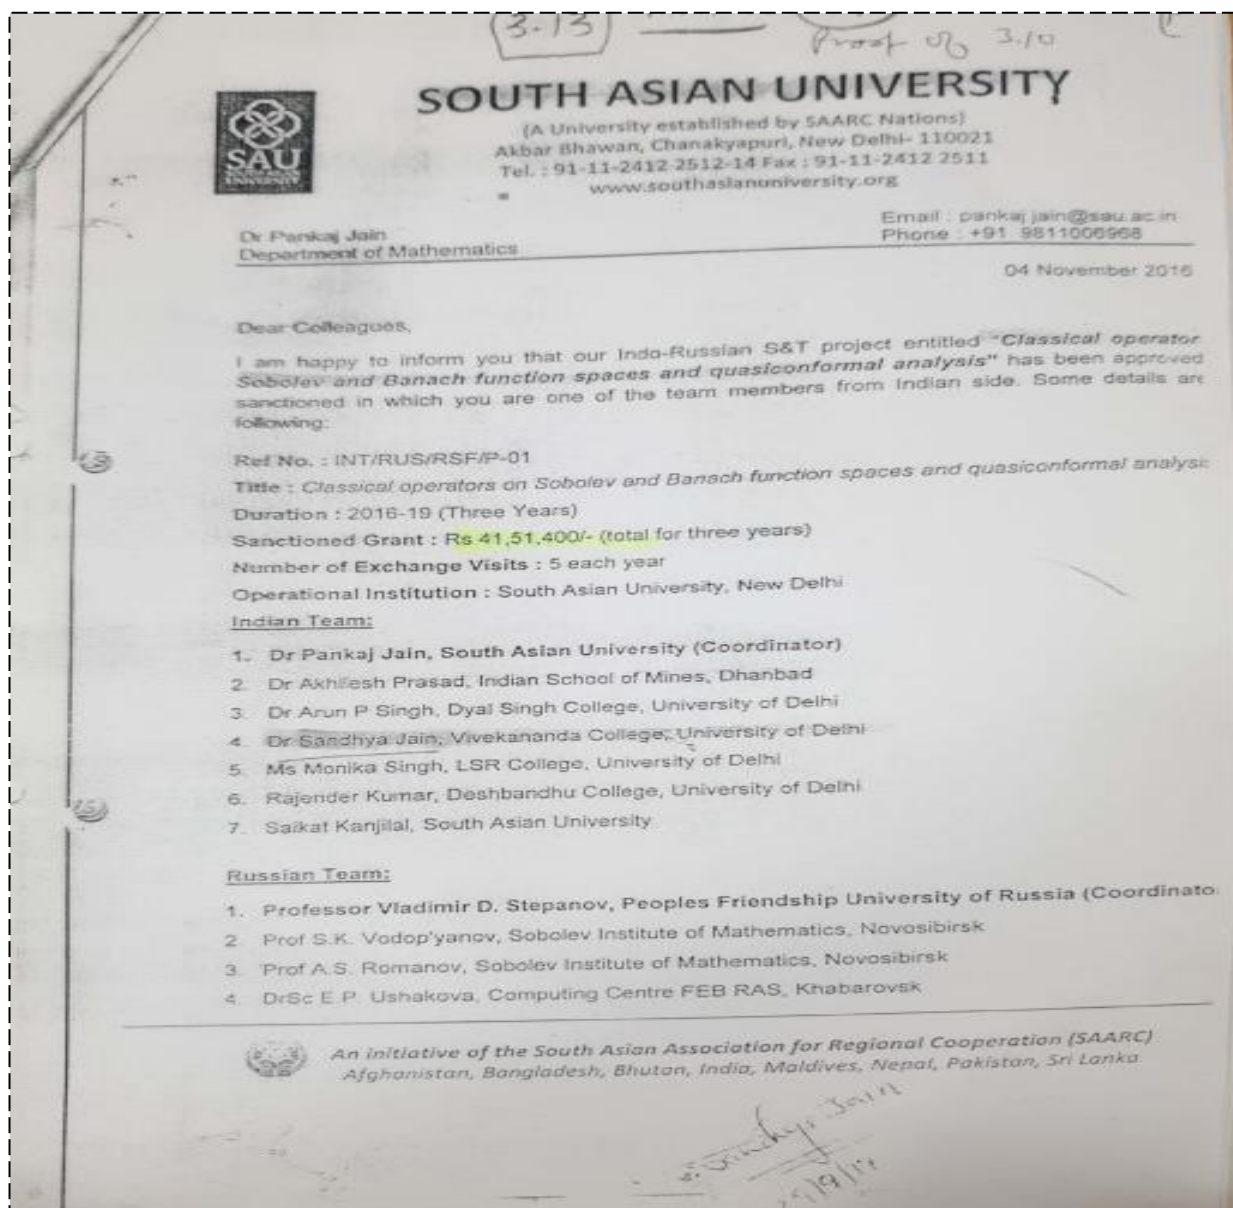 3.13
Proof of 3.10
SOUTH ASIAN UNIVERSITY
(A University established by SAARC Nations)
Akbar Bhawan, Chanakyapuri, New Delhi- 110021
Tel. : 91-11-2412 2512-14 Fax : 91-11-2412 2511
www.southasianuniversity.org
SAU
Email : pankaj.jain@sau.ac.in
Dr Pankaj Jain
Phone : +91 9811006968
Department of Mathematics
04 November 2016
Dear Colleagues,
I am happy to inform you that our Indo-Russian S&T project entitled "Classical operator
Sobolev and Banach function spaces and quasiconformal analysis" has been approved
sanctioned in which you are one of the team members from Indian side. Some details are
following:
Ref No. : INT/RUS/RSF/P-01
Title : Classical operators on Sobolev and Banach function spaces and quasiconformal analysis
Duration : 2016-19 (Three Years)
Sanctioned Grant : Rs 41,51,400/- (total for three years)
Number of Exchange Visits : 5 each year
Operational Institution : South Asian University, New Delhi
Indian Team:
1. Dr Pankaj Jain, South Asian University (Coordinator)
2. Dr Akhilesh Prasad, Indian School of Mines, Dhanbad
3. Dr Arun P Singh, Dyal Singh College, University of Delhi
4. Dr Sandhya Jain, Vivekananda College, University of Delhi
5. Ms Monika Singh, LSR College, University of Delhi
6. Rajender Kumar, Deshbandhu College, University of Delhi
7. Saikat Kanjilal, South Asian University
Russian Team:
1. Professor Vladimir D. Stepanov, Peoples Friendship University of Russia (Coordinato
2. Prof S.K. Vodop'yanov, Sobolev Institute of Mathematics, Novosibirsk
3. Prof A.S. Romanov, Sobolev Institute of Mathematics, Novosibirsk
4. DrSc E.P. Ushakova, Computing Centre FEB RAS, Khabarovsk
An initiative of the South Asian Association for Regional Cooperation (SAARC)
Afghanistan, Bangladesh, Bhutan, India, Maldives, Nepal, Pakistan, Sri Lanka
Sandhya Jain